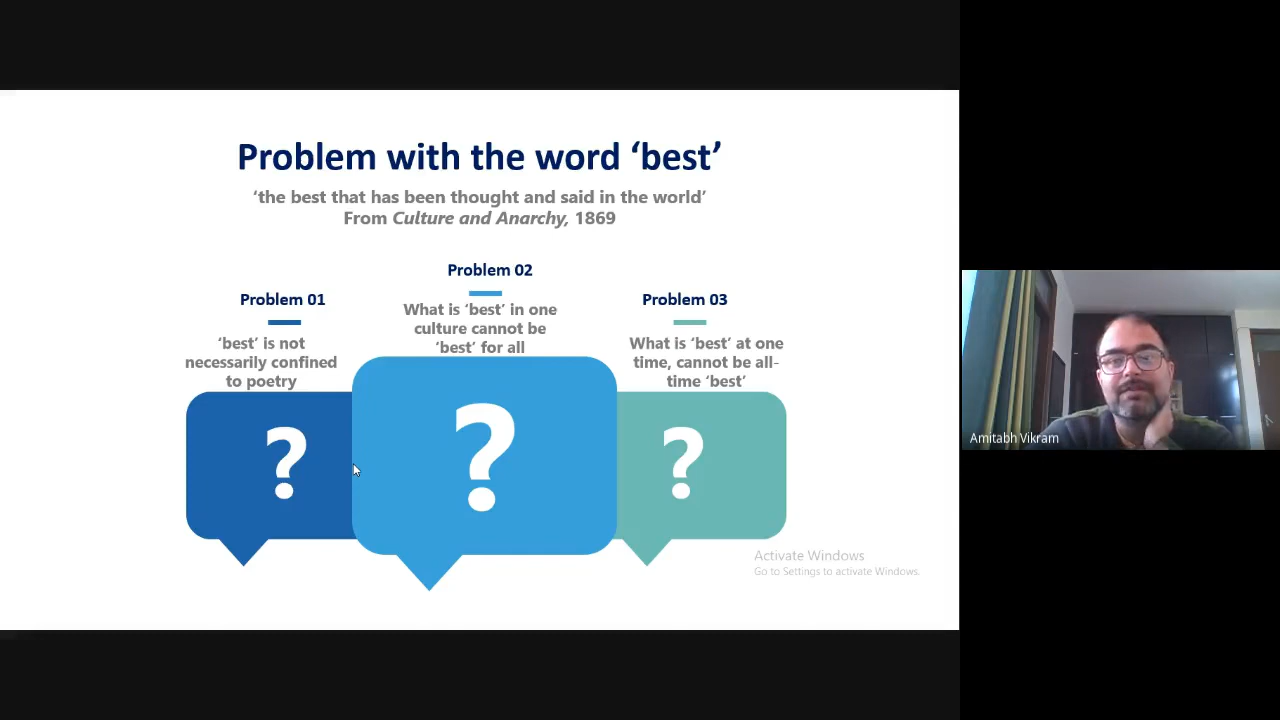 Problem with the word ‘best’
‘the best that has been thought and said in the world’
From Culture and Anarchy, 1869
Problem 01
‘best’ is not
necessarily confined
to poetry
?
Problem 02
What is ‘best’ in one
culture cannot be
‘best’ for all
?
Problem 03
What is ‘best’ at one
time, cannot be all-
time ‘best’
?
Activate Windows
Go to Settings to activate Windows.
Amitabh Vikram